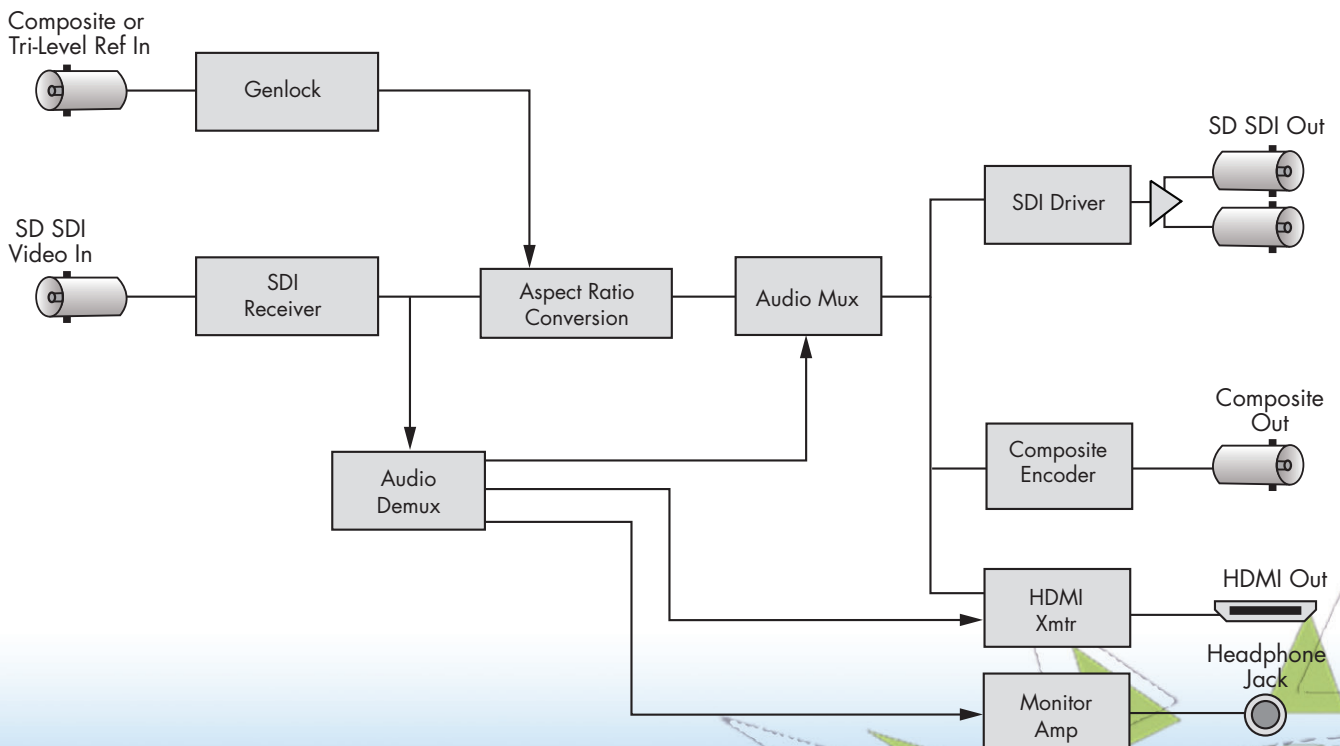 Composite or
Tri-Level Ref In
Genlock
SD SDI Out
SDI Driver
SD SDI
Video In
SDI
Receiver
Aspect Ratio
Conversion
Audio Mux
Audio
Demux
Composite
Encoder
Composite
Out
HDMI
Xmtr
HDMI Out
Monitor
Amp
Headphone
Jack